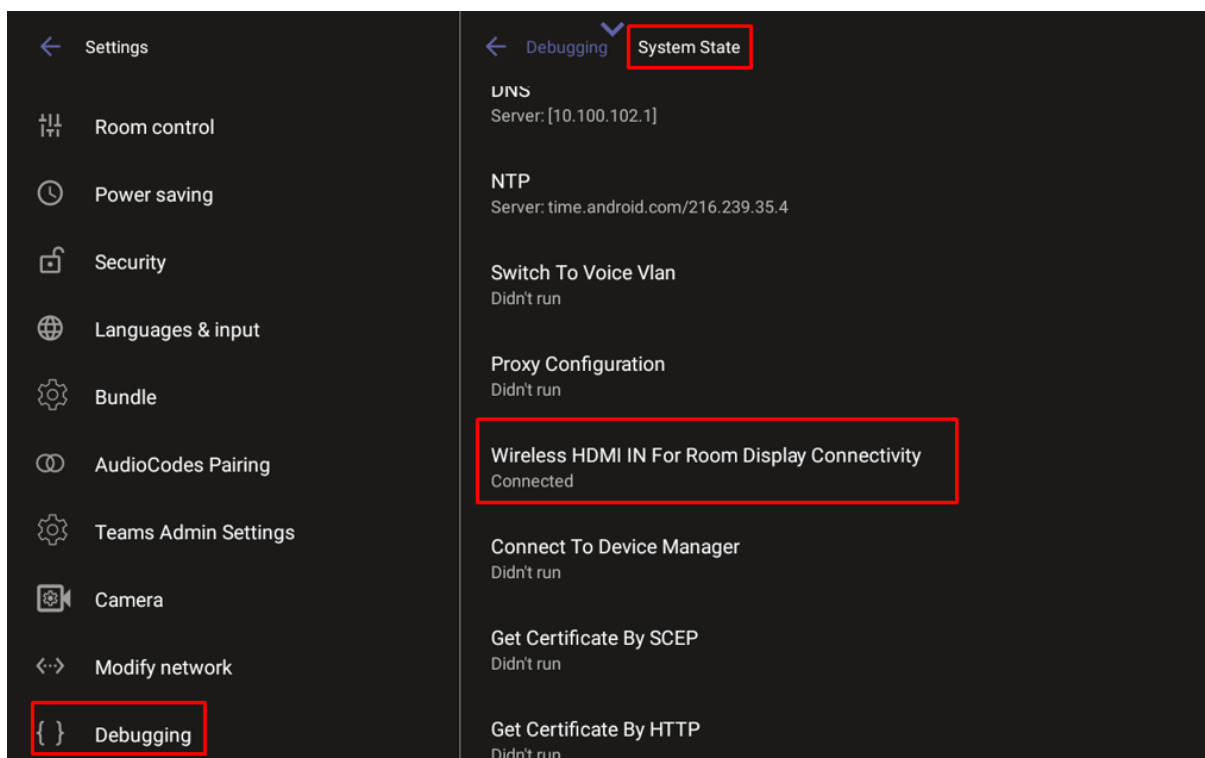 Settings
Room control
Power saving
Security
Languages & input
Bundle
AudioCodes Pairing
Teams Admin Settings
Camera
Modify network
Debugging
Debugging System State
DNS
Server: [10.100.102.1]
NTP
Server: time.android.com/216.239.35.4
Switch To Voice Vlan
Didn't run
Proxy Configuration
Didn't run
Wireless HDMI IN For Room Display Connectivity
Connected
Connect To Device Manager
Didn't run
Get Certificate By SCEP
Didn't run
Get Certificate By HTTP
Didn't run